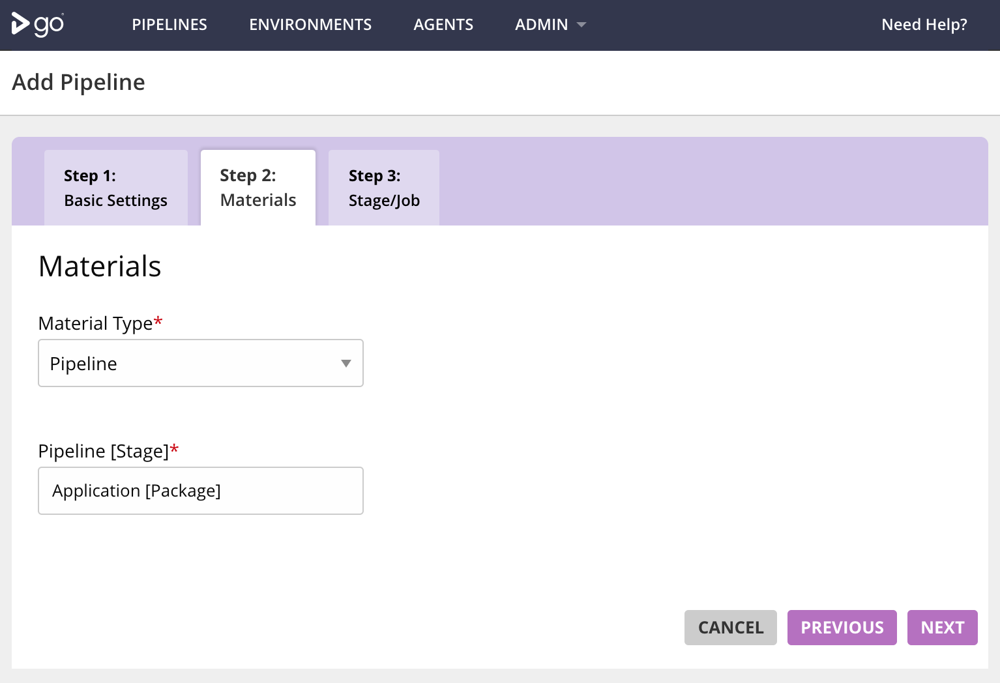 go
PIPELINES ENVIRONMENTS AGENTS ADMIN Need Help?
Add Pipeline
Step 1:
Basic Settings
Step 2:
Materials
Step 3:
Stage/Job
Materials
Material Type*
Pipeline
Pipeline [Stage]*
Application [Package]
CANCEL PREVIOUS NEXT